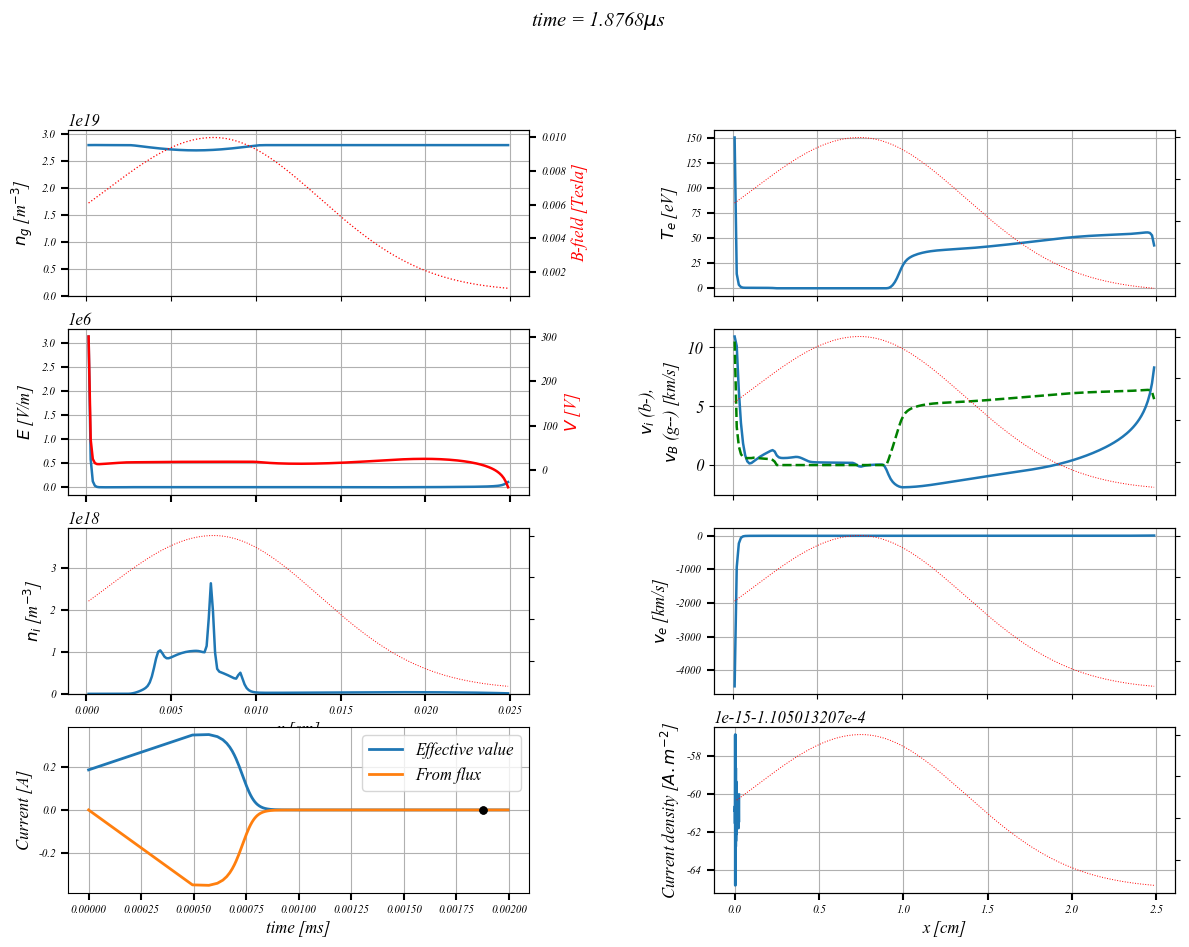 time = 1.8768μs
1e19
3.0
2.5
2.0
1.5
1.0
0.5
0.0
n_g [m⁻³]
0.010
0.008
0.006
0.004
0.002
B-field [Tesla]
150
125
100
75
50
25
0
T_e [eV]
1e6
3.0
2.5
2.0
1.5
1.0
0.5
0.0
E [V/m]
300
200
100
0
V [V]
10
5
0
v_i (b-),
v_B (g--) [km/s]
1e18
3
2
1
0
n_i [m⁻³]
0.000 0.005 0.010 0.015 0.020 0.025
0
-1000
-2000
-3000
-4000
v_e [km/s]
0.2
0.0
-0.2
Current [A]
Effective value
From flux
0.00000 0.00025 0.00050 0.00075 0.00100 0.00125 0.00150 0.00175 0.00200
time [ms]
1e-15-1.105013207e-4
-58
-60
-62
-64
Current density [A.m⁻²]
0.0 0.5 1.0 1.5 2.0 2.5
x [cm]